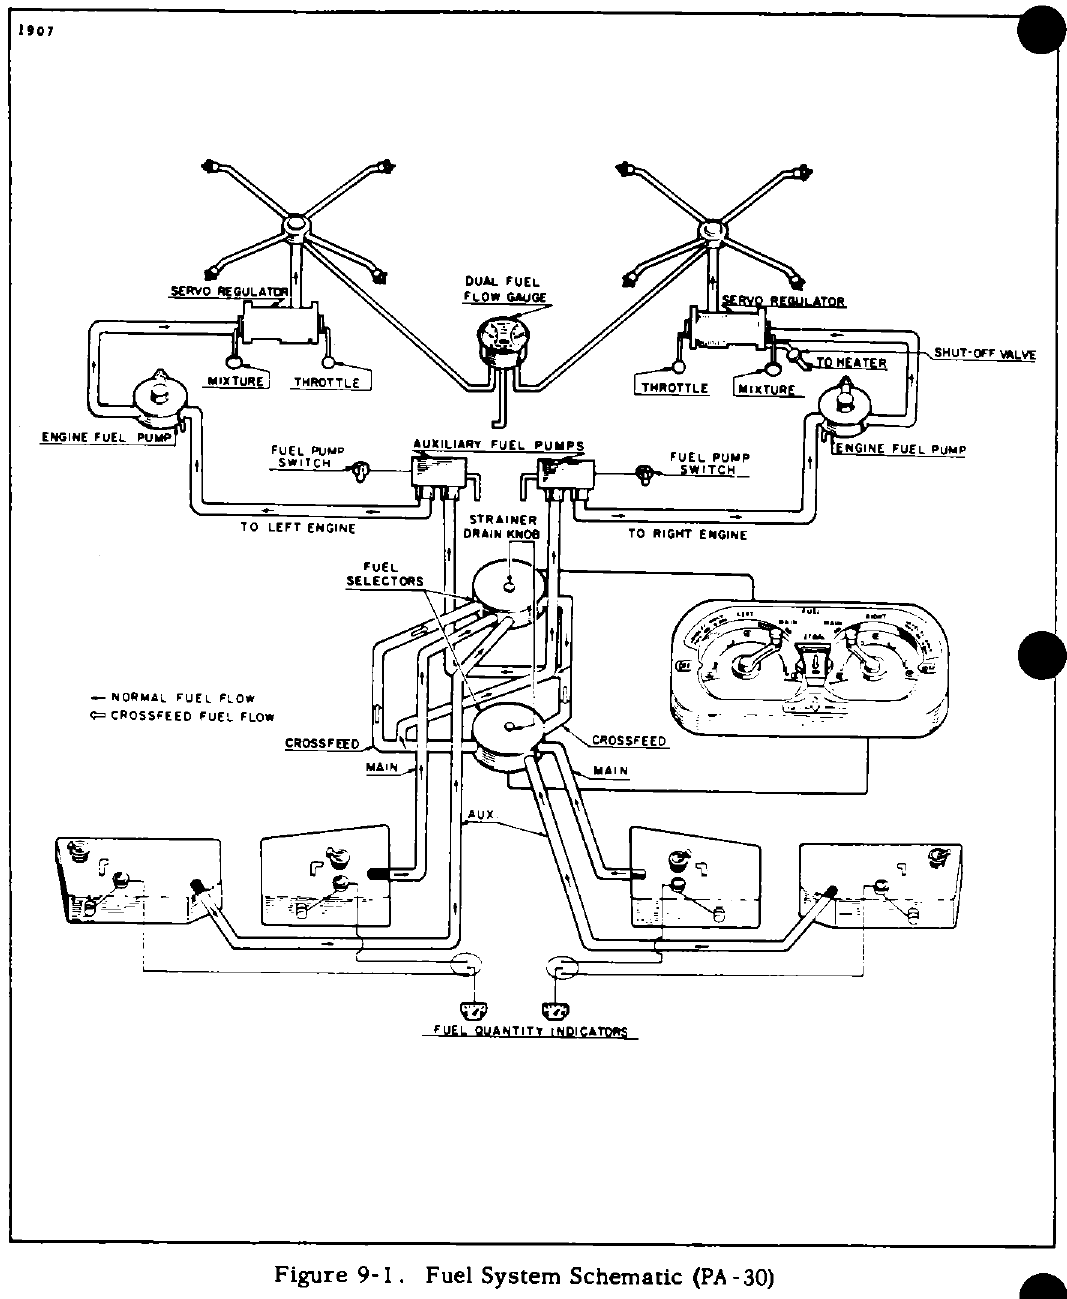 1907
DUAL FUEL
FLOW GAUGE
SERVO REGULATOR
SERVO REGULATOR
SHUT-OFF VALVE
TO HEATER
MIXTURE
THROTTLE
THROTTLE
MIXTURE
ENGINE FUEL PUMP
AUXILIARY FUEL PUMPS
ENGINE FUEL PUMP
FUEL PUMP
SWITCH
FUEL PUMP
SWITCH
TO LEFT ENGINE
STRAINER
DRAIN KNOB
TO RIGHT ENGINE
FUEL
SELECTORS
FUEL
LEFT
RIGHT
MAIN
MAIN
NORMAL FUEL FLOW
CROSSFEED FUEL FLOW
CROSSFEED
CROSSFEED
MAIN
MAIN
AUX
FUEL QUANTITY INDICATORS
Figure 9-1. Fuel System Schematic (PA-30)